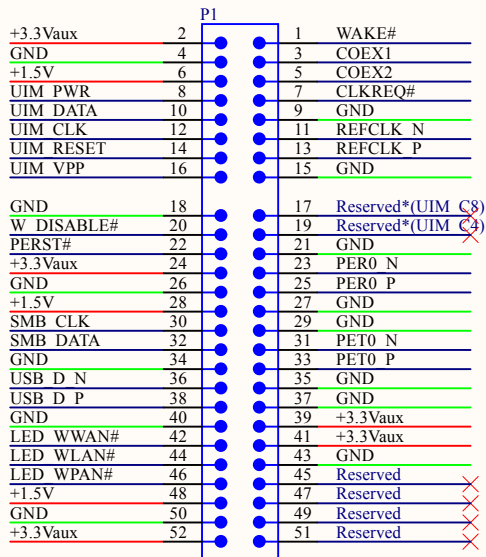 P1
+3.3Vaux 2 1 WAKE#
GND 4 3 COEX1
+1.5V 6 5 COEX2
UIM_PWR 8 7 CLKREQ#
UIM_DATA 10 9 GND
UIM_CLK 12 11 REFCLK_N
UIM_RESET 14 13 REFCLK_P
UIM_VPP 16 15 GND
GND 18 17 Reserved*(UIM_C8)
W_DISABLE# 20 19 Reserved*(UIM_C4)
PERST# 22 21 GND
+3.3Vaux 24 23 PER0_N
GND 26 25 PER0_P
+1.5V 28 27 GND
SMB_CLK 30 29 GND
SMB_DATA 32 31 PET0_N
GND 34 33 PET0_P
USB_D_N 36 35 GND
USB_D_P 38 37 GND
GND 40 39 +3.3Vaux
LED_WWAN# 42 41 +3.3Vaux
LED_WLAN# 44 43 GND
LED_WPAN# 46 45 Reserved
+1.5V 48 47 Reserved
GND 50 49 Reserved
+3.3Vaux 52 51 Reserved